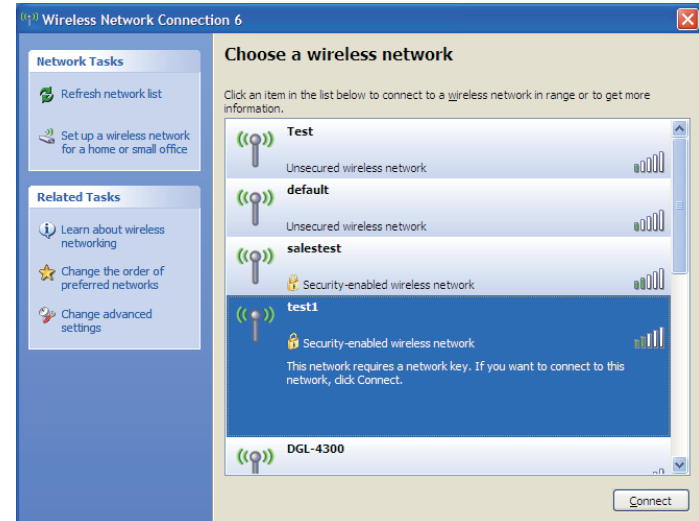 Wireless Network Connection 6
Network Tasks
Refresh network list
Set up a wireless network
for a home or small office
Related Tasks
Learn about wireless
networking
Change the order of
preferred networks
Change advanced
settings
Choose a wireless network
Click an item in the list below to connect to a wireless network in range or to get more
information.
Test
Unsecured wireless network
default
Unsecured wireless network
salestest
Security-enabled wireless network
test1
Security-enabled wireless network
This network requires a network key. If you want to connect to this
network, click Connect.
DGL-4300
Connect